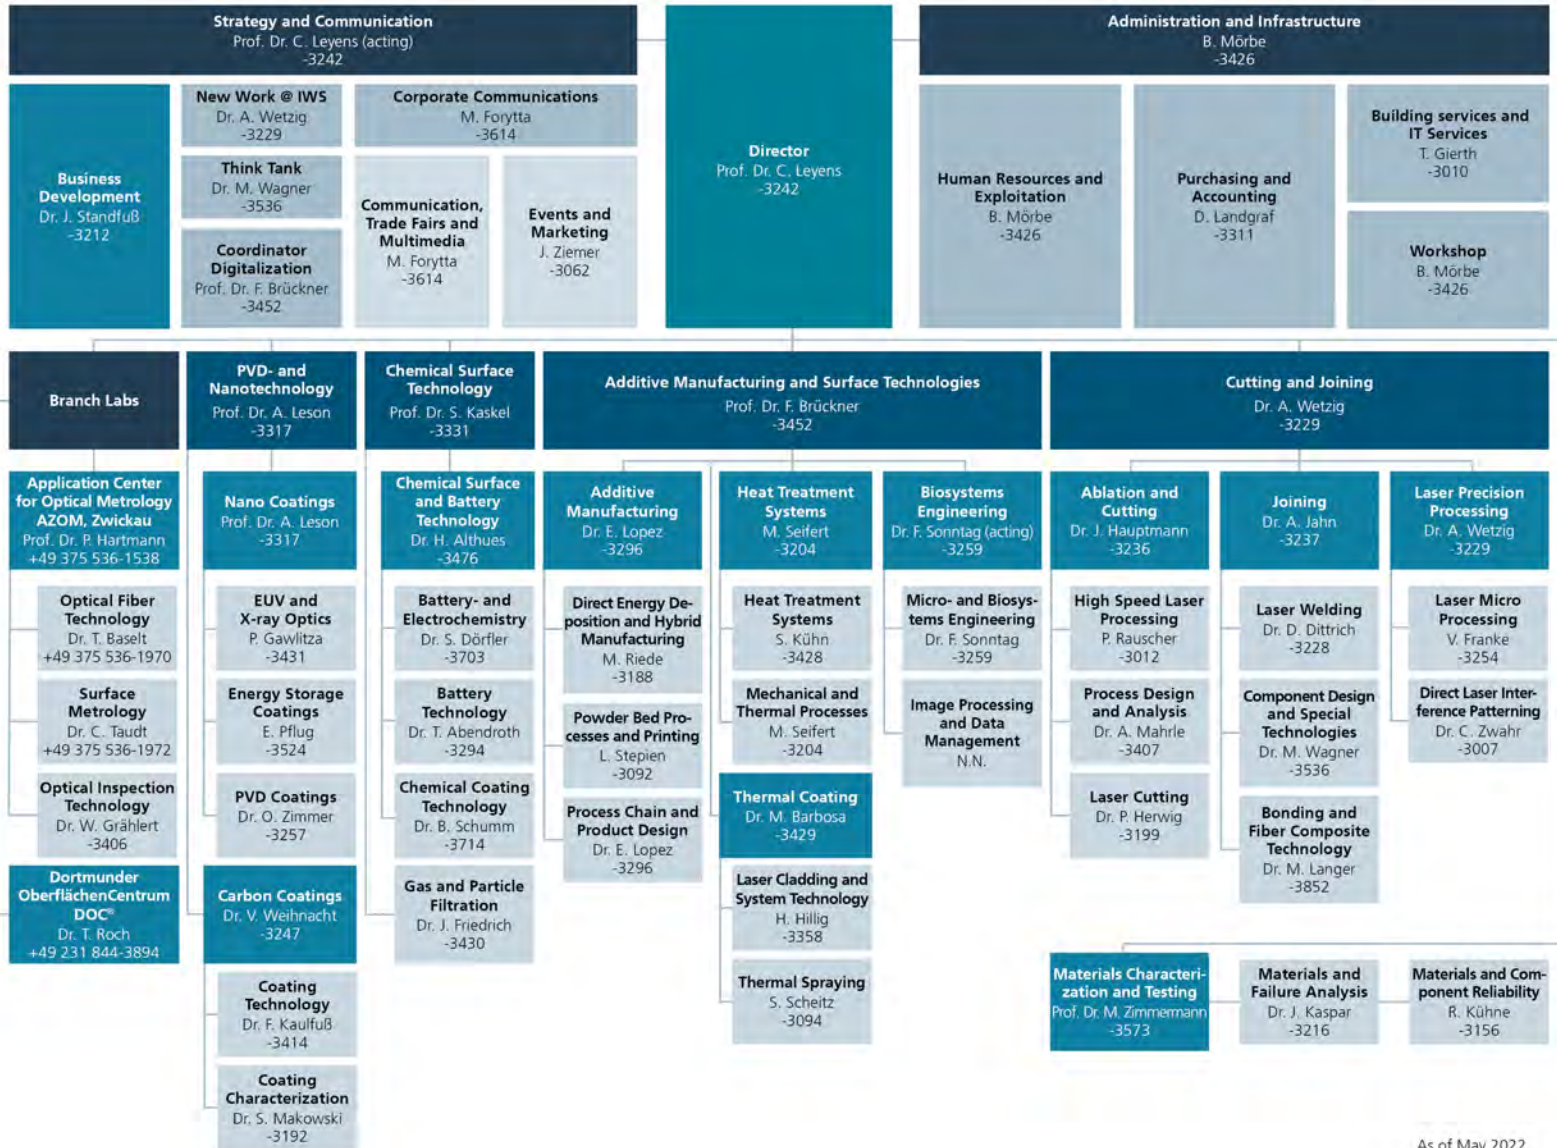 Strategy and Communication
Prof. Dr. C. Leyens (acting)
-3242
Director
Prof. Dr. C. Leyens
-3242
Administration and Infrastructure
B. Mörbe
-3426
Business
Development
Dr. J. Standfuß
-3212
New Work @ IWS
Dr. A. Wetzig
-3229
Think Tank
Dr. M. Wagner
-3536
Coordinator
Digitalization
Prof. Dr. F. Brückner
-3452
Corporate Communications
M. Forytta
-3614
Communication,
Trade Fairs and
Multimedia
M. Forytta
-3614
Events and
Marketing
J. Ziemer
-3062
Human Resources and
Exploitation
B. Mörbe
-3426
Purchasing and
Accounting
D. Landgraf
-3311
Building services and
IT Services
T. Gierth
-3010
Workshop
B. Mörbe
-3426
Branch Labs
PVD- and
Nanotechnology
Prof. Dr. A. Leson
-3317
Chemical Surface
Technology
Prof. Dr. S. Kaskel
-3331
Additive Manufacturing and Surface Technologies
Prof. Dr. F. Brückner
-3452
Cutting and Joining
Dr. A. Wetzig
-3229
Application Center
for Optical Metrology
AZOM, Zwickau
Prof. Dr. P. Hartmann
+49 375 536-1538
Optical Fiber
Technology
Dr. T. Baselt
+49 375 536-1970
Surface
Metrology
Dr. C. Taudt
+49 375 536-1972
Optical Inspection
Technology
Dr. W. Grählert
-3406
Dortmunder
OberflächenCentrum
DOC®
Dr. T. Roch
+49 231 844-3894
Nano Coatings
Prof. Dr. A. Leson
-3317
EUV and
X-ray Optics
P. Gawlitza
-3431
Energy Storage
Coatings
E. Pflug
-3524
PVD Coatings
Dr. O. Zimmer
-3257
Carbon Coatings
Dr. V. Weihnacht
-3247
Coating
Technology
Dr. F. Kaulfuß
-3414
Coating
Characterization
Dr. S. Makowski
-3192
Chemical Surface
and Battery
Technology
Dr. H. Althues
-3476
Battery- and
Electrochemistry
Dr. S. Dörfler
-3703
Battery
Technology
Dr. T. Abendroth
-3294
Chemical Coating
Technology
Dr. B. Schumm
-3714
Gas and Particle
Filtration
Dr. J. Friedrich
-3430
Additive
Manufacturing
Dr. E. Lopez
-3296
Direct Energy De-
position and Hybrid
Manufacturing
M. Riede
-3188
Powder Bed Pro-
cesses and Printing
L. Stepien
-3092
Process Chain and
Product Design
Dr. E. Lopez
-3296
Heat Treatment
Systems
M. Seifert
-3204
Heat Treatment
Systems
S. Kühn
-3428
Mechanical and
Thermal Processes
M. Seifert
-3204
Thermal Coating
Dr. M. Barbosa
-3429
Laser Cladding and
System Technology
H. Hillig
-3358
Thermal Spraying
S. Scheitz
-3094
Biosystems
Engineering
Dr. F. Sonntag (acting)
-3259
Micro- and Biosys-
tems Engineering
Dr. F. Sonntag
-3259
Image Processing
and Data
Management
N.N.
Ablation and
Cutting
Dr. J. Hauptmann
-3236
High Speed Laser
Processing
P. Rauscher
-3012
Process Design
and Analysis
Dr. A. Mahrle
-3407
Laser Cutting
Dr. P. Herwig
-3199
Joining
Dr. A. Jahn
-3237
Laser Welding
Dr. D. Dittrich
-3228
Component Design
and Special
Technologies
Dr. M. Wagner
-3536
Bonding and
Fiber Composite
Technology
Dr. M. Langer
-3852
Laser Precision
Processing
Dr. A. Wetzig
-3229
Laser Micro
Processing
V. Franke
-3254
Direct Laser Inter-
ference Patterning
Dr. C. Zwahr
-3007
Materials Characteri-
zation and Testing
Prof. Dr. M. Zimmermann
-3573
Materials and
Failure Analysis
Dr. J. Kaspar
-3216
Materials and Com-
ponent Reliability
R. Kühne
-3156
As of May 2022